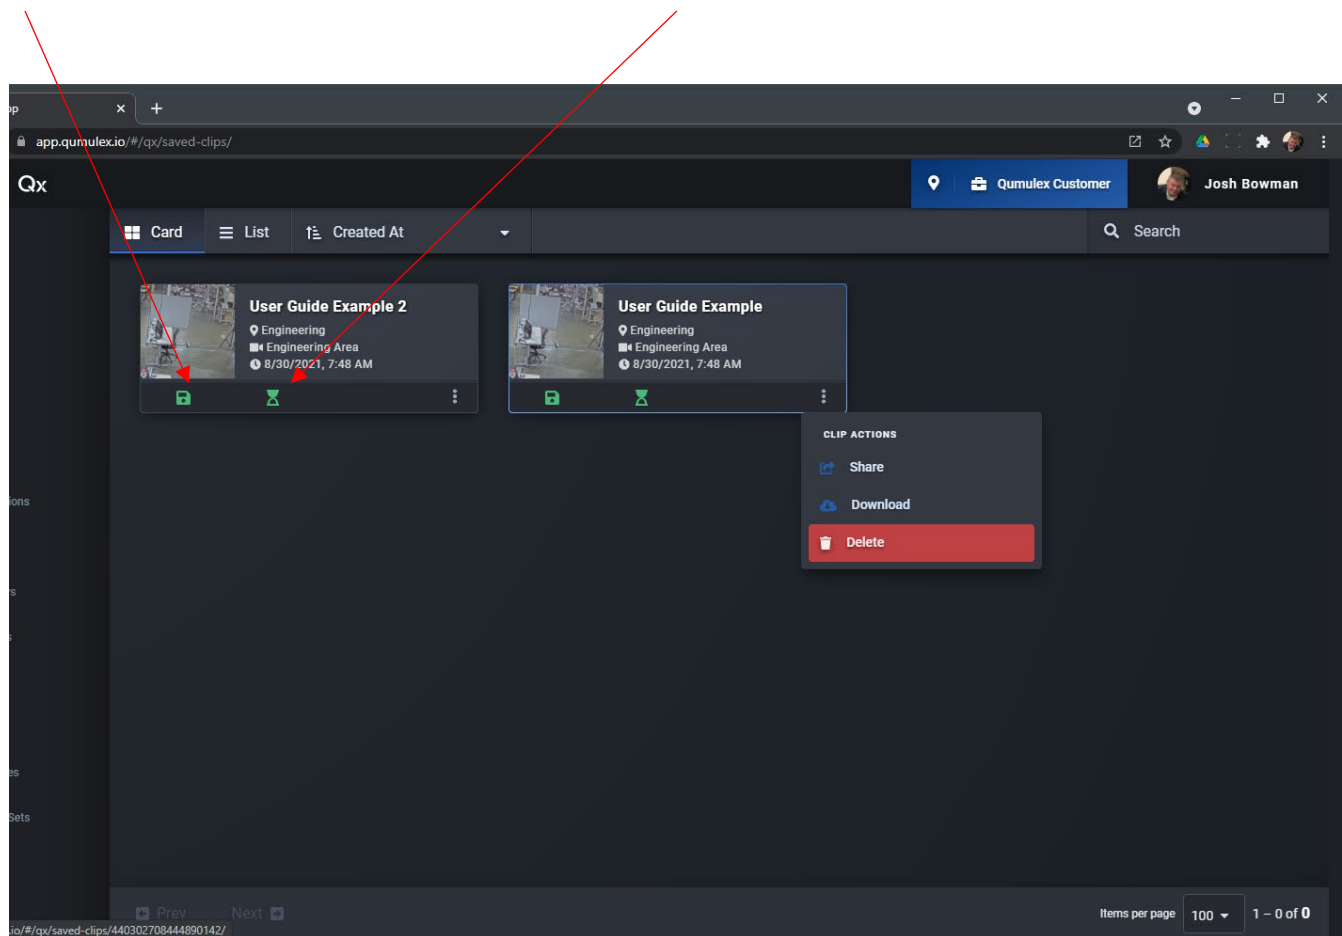 pp
app.qumulex.io/#/qx/saved-clips/
Qx
Qumulex Customer
Josh Bowman
Card
List
Created At
Search
User Guide Example 2
Engineering
Engineering Area
8/30/2021, 7:48 AM
User Guide Example
Engineering
Engineering Area
8/30/2021, 7:48 AM
CLIP ACTIONS
Share
Download
Delete
ions
s
s
es
Sets
Prev
Next
Items per page
100
1 – 0 of 0
.io/#/qx/saved-clips/440302708444890142/